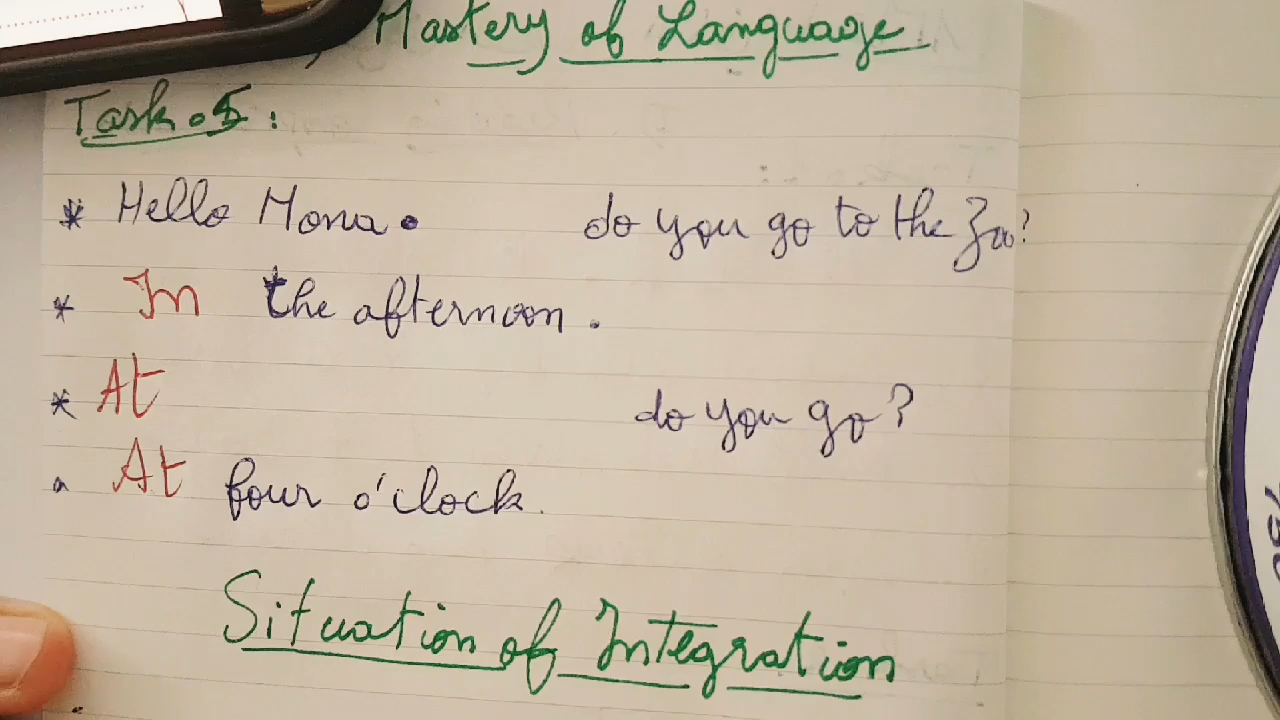 Mastery of Language
Task 05:
* Hello Mona. do you go to the Zoo?
* In the afternoon.
* At do you go?
At four o'clock.
Situation of Integration